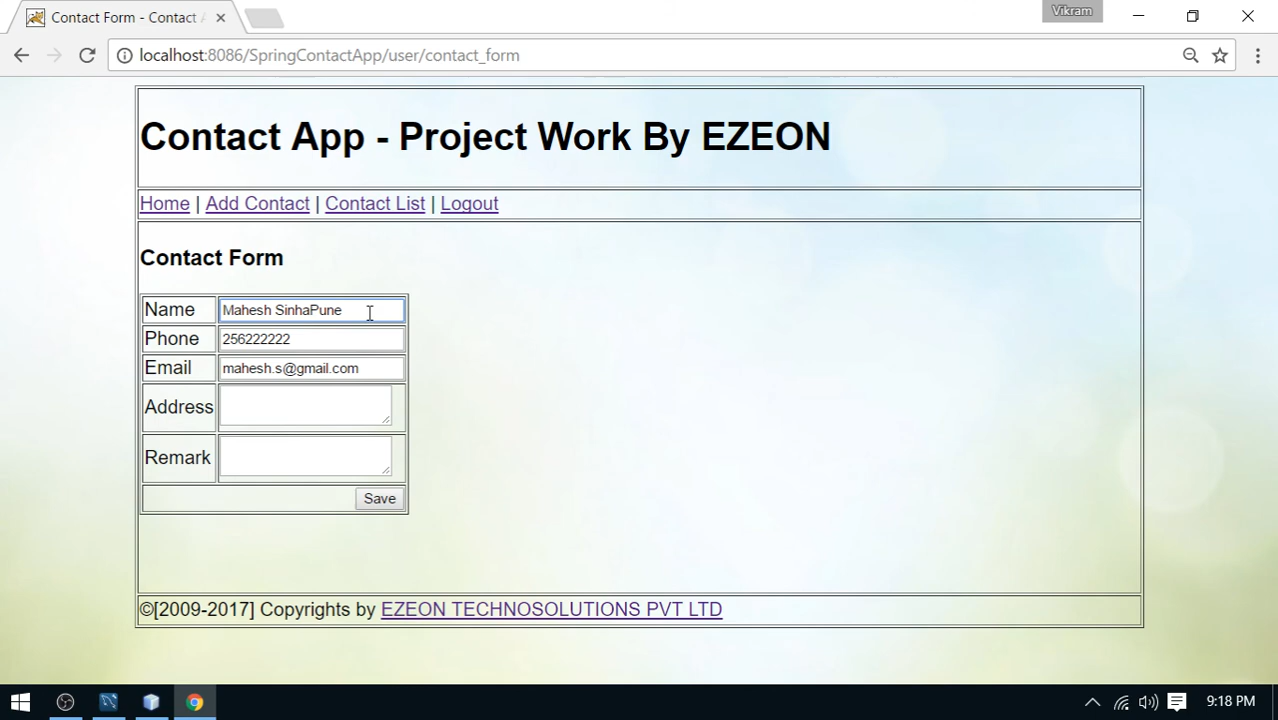 Contact Form - Contact A
Vikram
localhost:8086/SpringContactApp/user/contact_form
Contact App - Project Work By EZEON
Home | Add Contact | Contact List | Logout
Contact Form
Name Mahesh SinhaPune
Phone 256222222
Email mahesh.s@gmail.com
Address
Remark
Save
©[2009-2017] Copyrights by EZEON TECHNOSOLUTIONS PVT LTD
9:18 PM